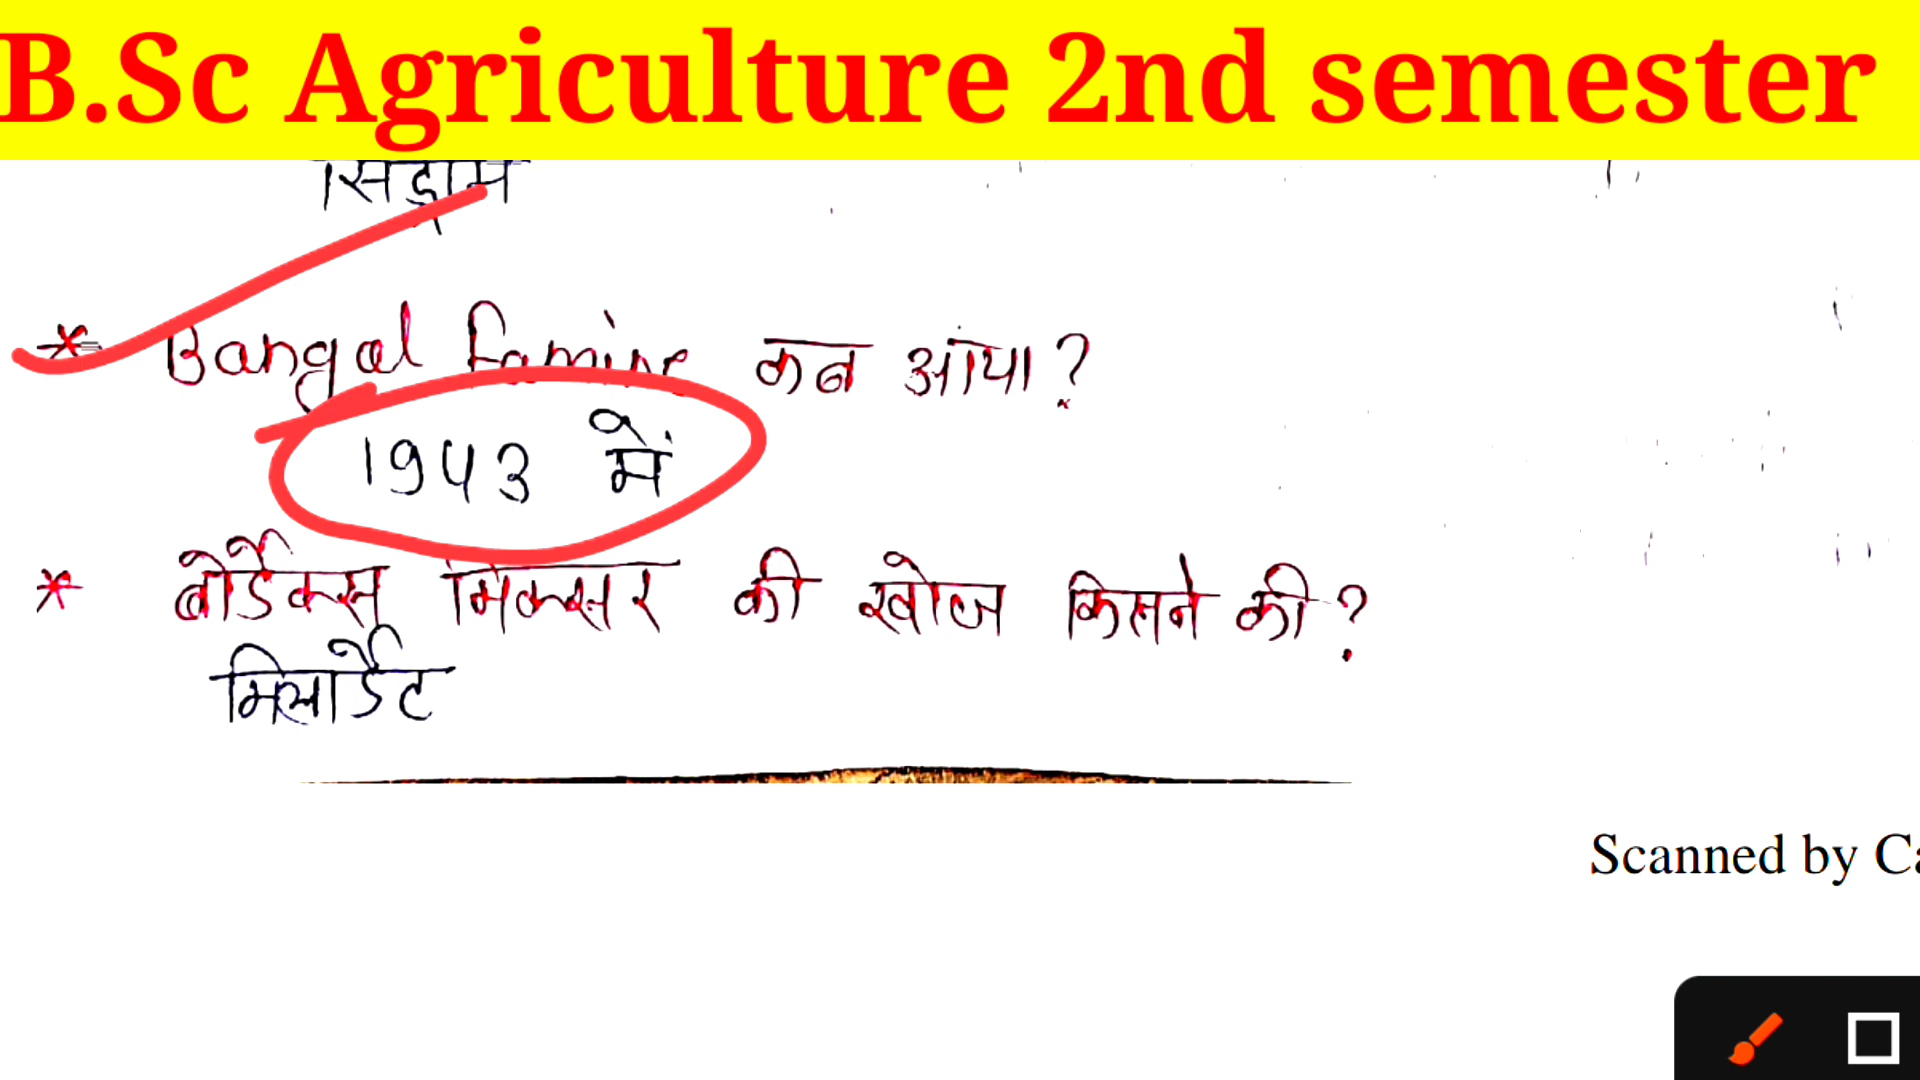 B.Sc Agriculture 2nd semester
* Bangal famine कब आया?
1943 में
* बोर्डेक्स मिक्सर की खोज किसने की?
मिलार्डेट
Scanned by Ca